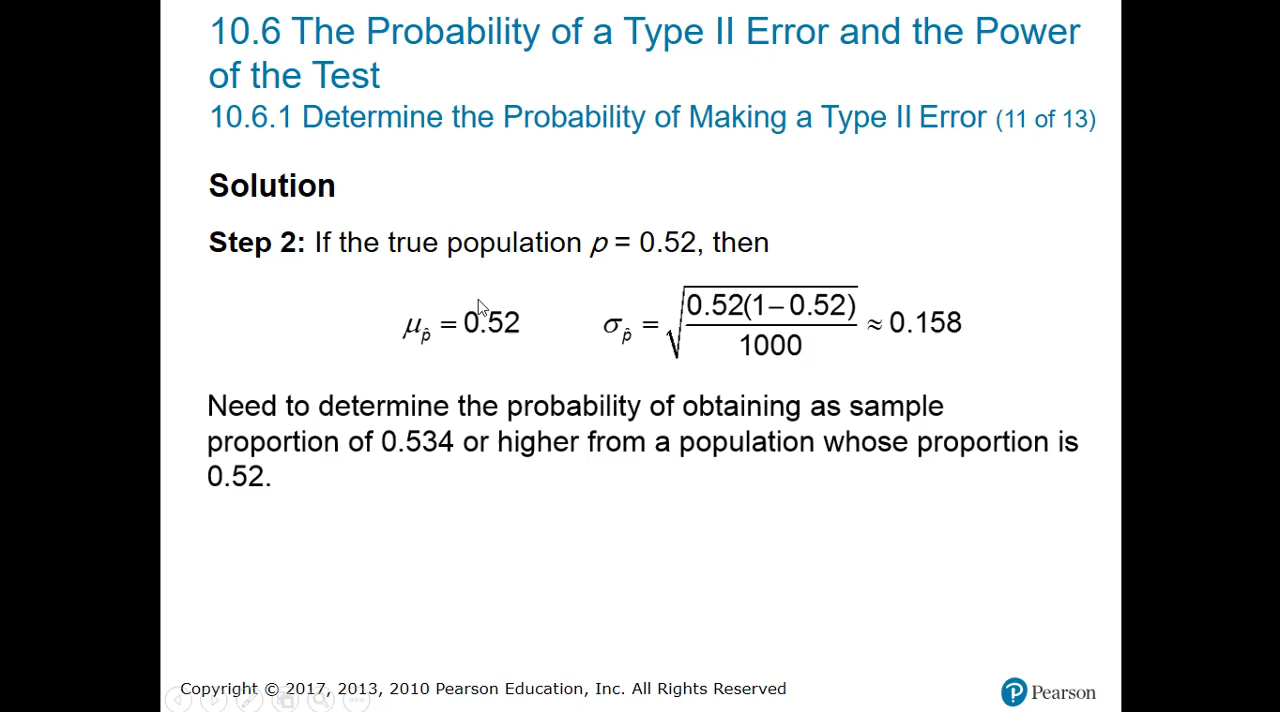 10.6 The Probability of a Type II Error and the Power
of the Test
10.6.1 Determine the Probability of Making a Type II Error (11 of 13)
Solution
Step 2: If the true population p = 0.52, then
μ_p̂ = 0.52 σ_p̂ = √(0.52(1−0.52)/1000) ≈ 0.158
Need to determine the probability of obtaining as sample
proportion of 0.534 or higher from a population whose proportion is
0.52.
Copyright © 2017, 2013, 2010 Pearson Education, Inc. All Rights Reserved
P Pearson